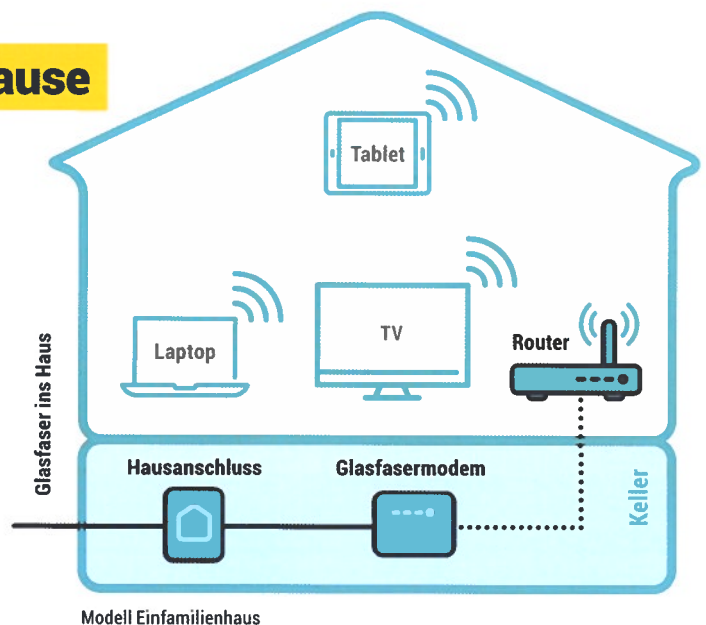 ause
Tablet
Laptop
TV
Router
Glasfaser ins Haus
Hausanschluss
Glasfasermodem
Keller
Modell Einfamilienhaus